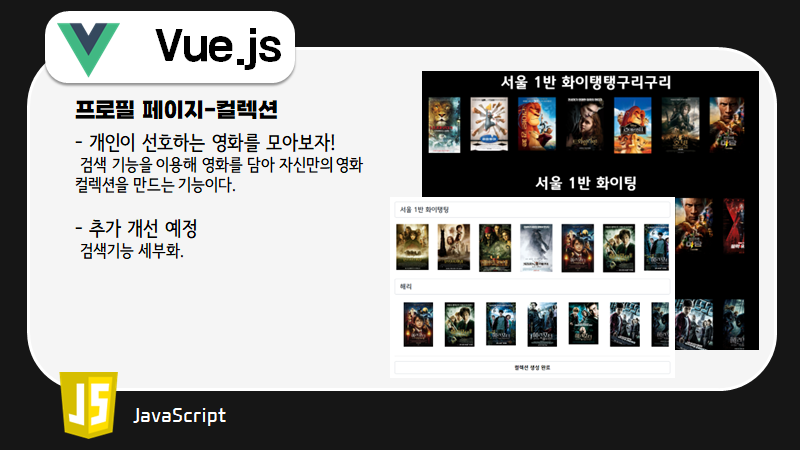 Vue.js
프로필 페이지-컬렉션
- 개인이 선호하는 영화를 모아보자!
검색 기능을 이용해 영화를 담아 자신만의 영화
컬렉션을 만드는 기능이다.
- 추가 개선 예정
검색기능 세부화.
서울 1반 화이탱탱구리구리
서울 1반 화이팅
서울 1반 화이탱팅
해리
컬랙션 생성 완료
JS
JavaScript